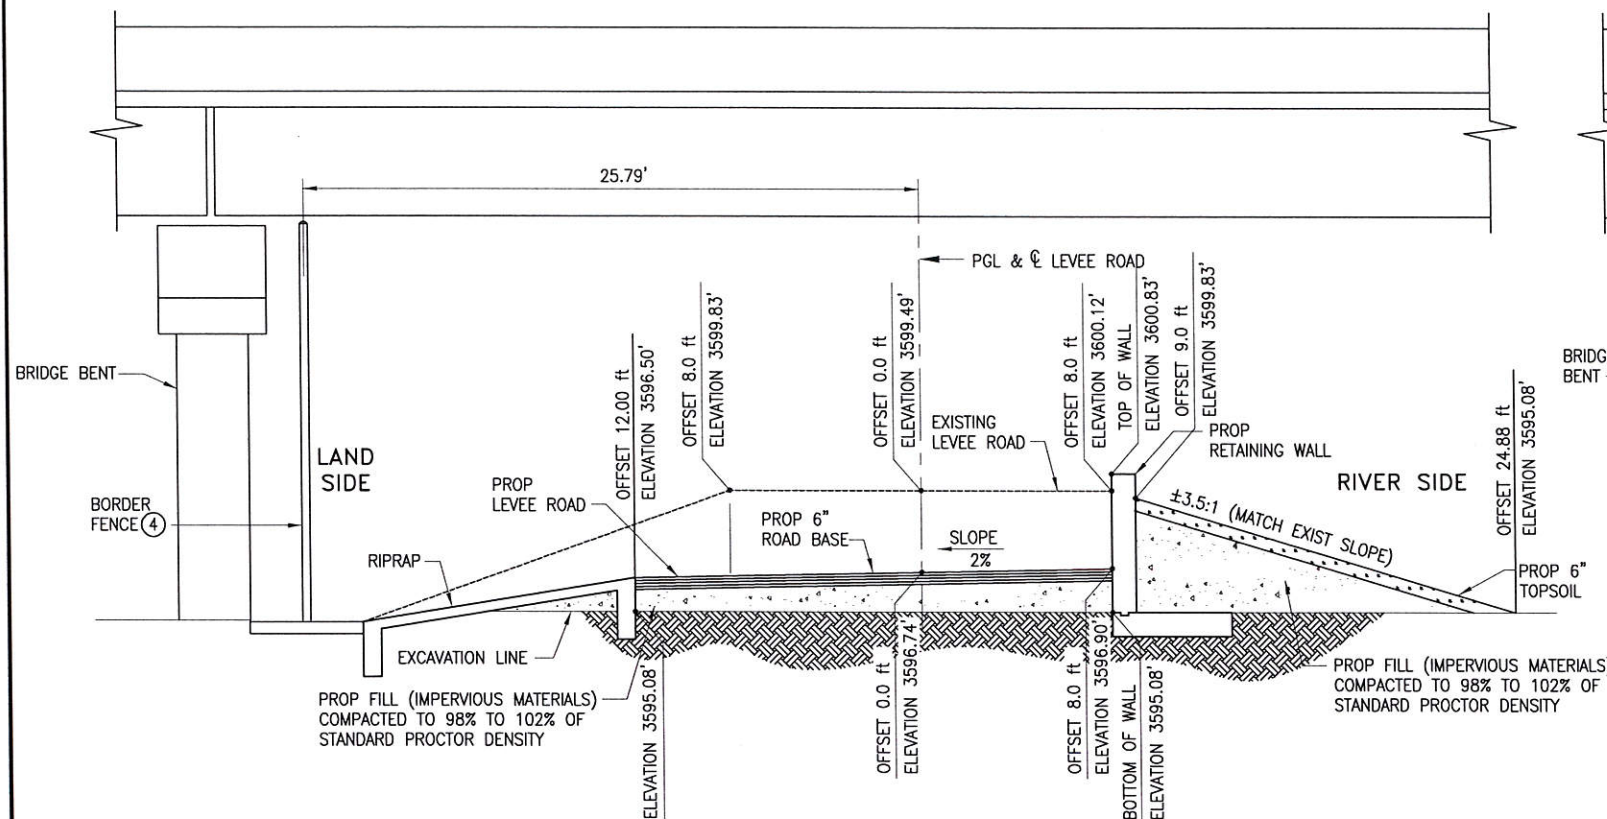 25.79'
PGL & ℄ LEVEE ROAD
BRIDGE BENT
LAND
SIDE
BORDER
FENCE 4
OFFSET 12.00 ft
ELEVATION 3596.50'
OFFSET 8.0 ft
ELEVATION 3599.83'
OFFSET 0.0 ft
ELEVATION 3599.49'
EXISTING
LEVEE ROAD
OFFSET 8.0 ft
ELEVATION 3600.12'
TOP OF WALL
ELEVATION 3600.83'
OFFSET 9.0 ft
ELEVATION 3599.83'
PROP
RETAINING WALL
RIVER SIDE
OFFSET 24.88 ft
ELEVATION 3595.08'
BRIDG
BENT
PROP
LEVEE ROAD
PROP 6"
ROAD BASE
SLOPE
2%
±3.5:1 (MATCH EXIST SLOPE)
RIPRAP
PROP 6"
TOPSOIL
EXCAVATION LINE
PROP FILL (IMPERVIOUS MATERIALS)
COMPACTED TO 98% TO 102% OF
STANDARD PROCTOR DENSITY
ELEVATION 3595.08'
OFFSET 0.0 ft
ELEVATION 3596.74'
OFFSET 8.0 ft
ELEVATION 3596.90'
BOTTOM OF WALL
ELEVATION 3595.08'
PROP FILL (IMPERVIOUS MATERIALS)
COMPACTED TO 98% TO 102% OF
STANDARD PROCTOR DENSITY